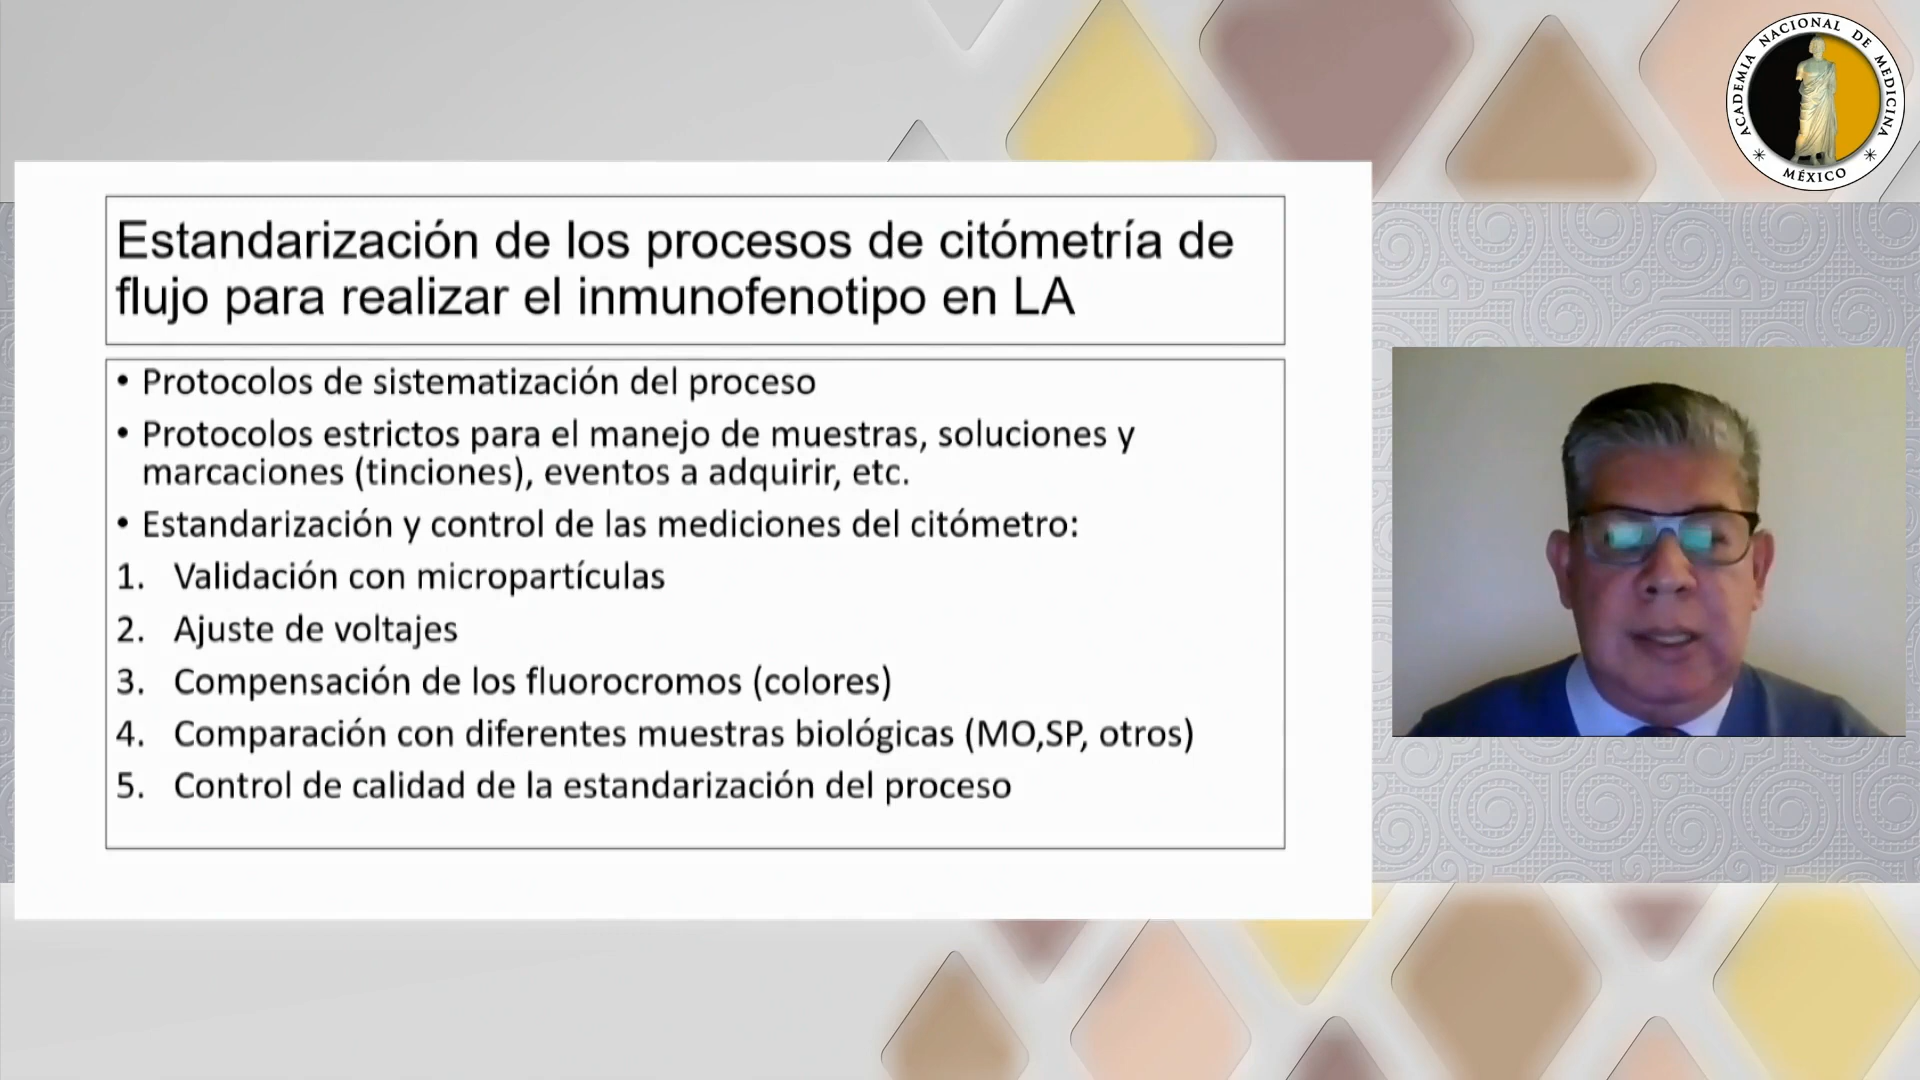 ACADEMIA NACIONAL DE MEDICINA
MÉXICO
Estandarización de los procesos de citómetría de
flujo para realizar el inmunofenotipo en LA
• Protocolos de sistematización del proceso
• Protocolos estrictos para el manejo de muestras, soluciones y
marcaciones (tinciones), eventos a adquirir, etc.
• Estandarización y control de las mediciones del citómetro:
1. Validación con micropartículas
2. Ajuste de voltajes
3. Compensación de los fluorocromos (colores)
4. Comparación con diferentes muestras biológicas (MO,SP, otros)
5. Control de calidad de la estandarización del proceso